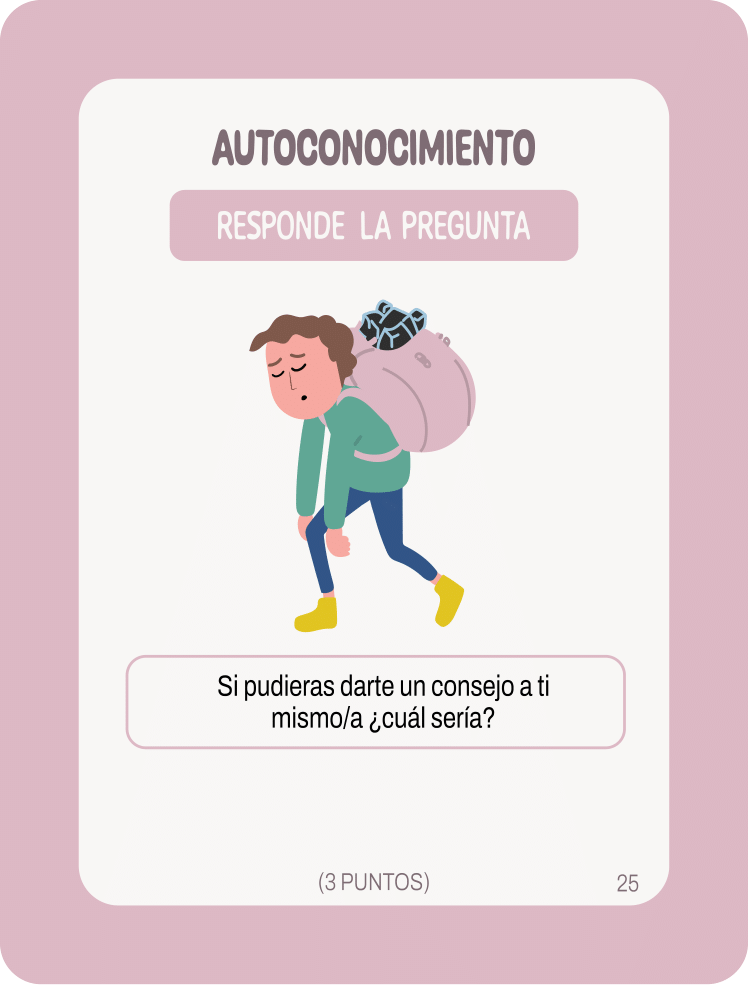 AUTOCONOCIMIENTO
RESPONDE LA PREGUNTA
Si pudieras darte un consejo a ti
mismo/a ¿cuál sería?
(3 PUNTOS)
25